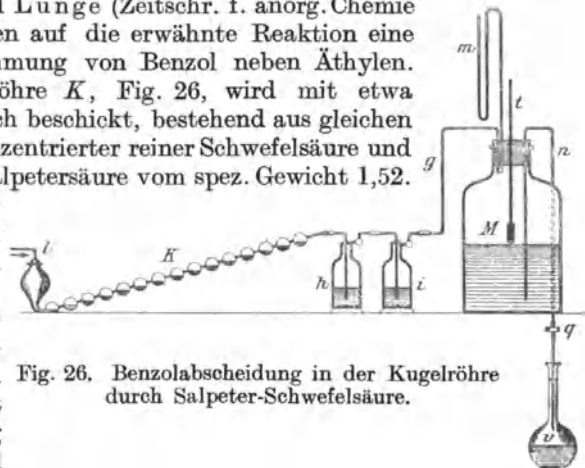 Lunge (Zeitschr. f. anorg. Chemie
en auf die erwähnte Reaktion eine
mmung von Benzol neben Äthylen.
öhre K, Fig. 26, wird mit etwa
ch beschickt, bestehend aus gleichen
zentrierter reiner Schwefelsäure und
lpetersäure vom spez. Gewicht 1,52.
m
t
g
n
l
K
M
h
i
q
v
Fig. 26. Benzolabscheidung in der Kugelröhre
durch Salpeter-Schwefelsäure.